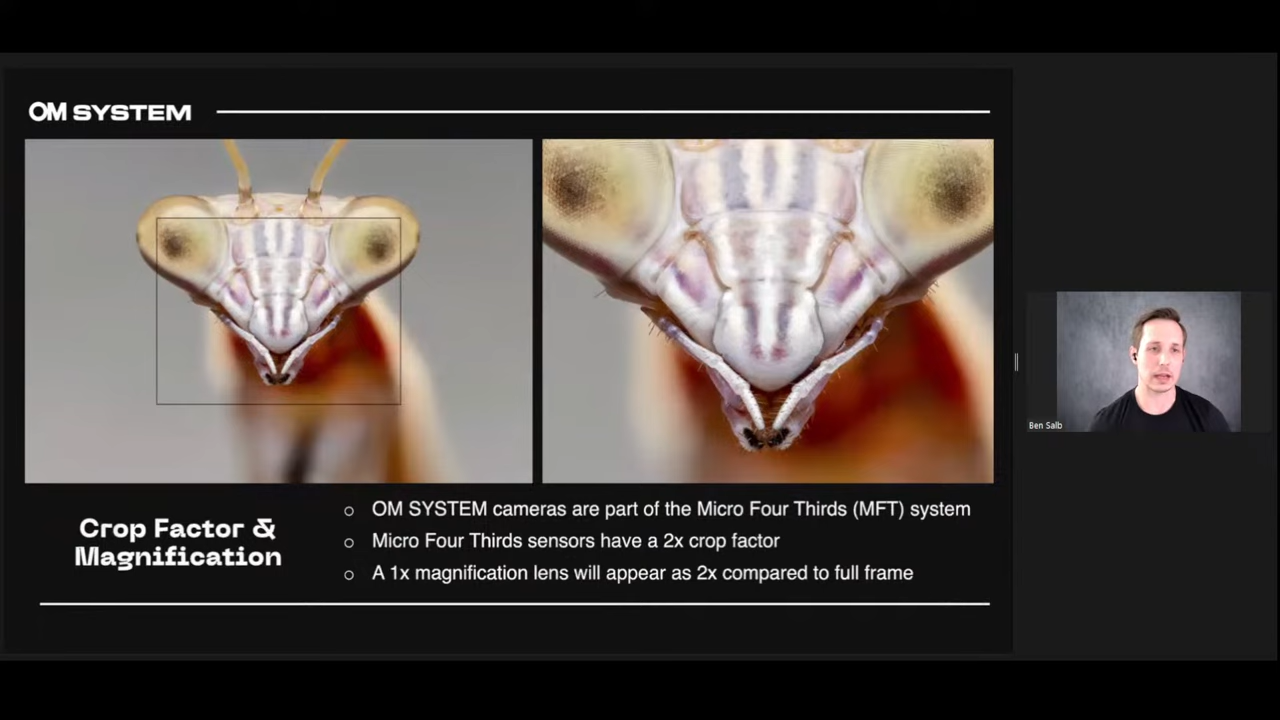 OM SYSTEM
Crop Factor &
Magnification
○ OM SYSTEM cameras are part of the Micro Four Thirds (MFT) system
○ Micro Four Thirds sensors have a 2x crop factor
○ A 1x magnification lens will appear as 2x compared to full frame
Ben Salb